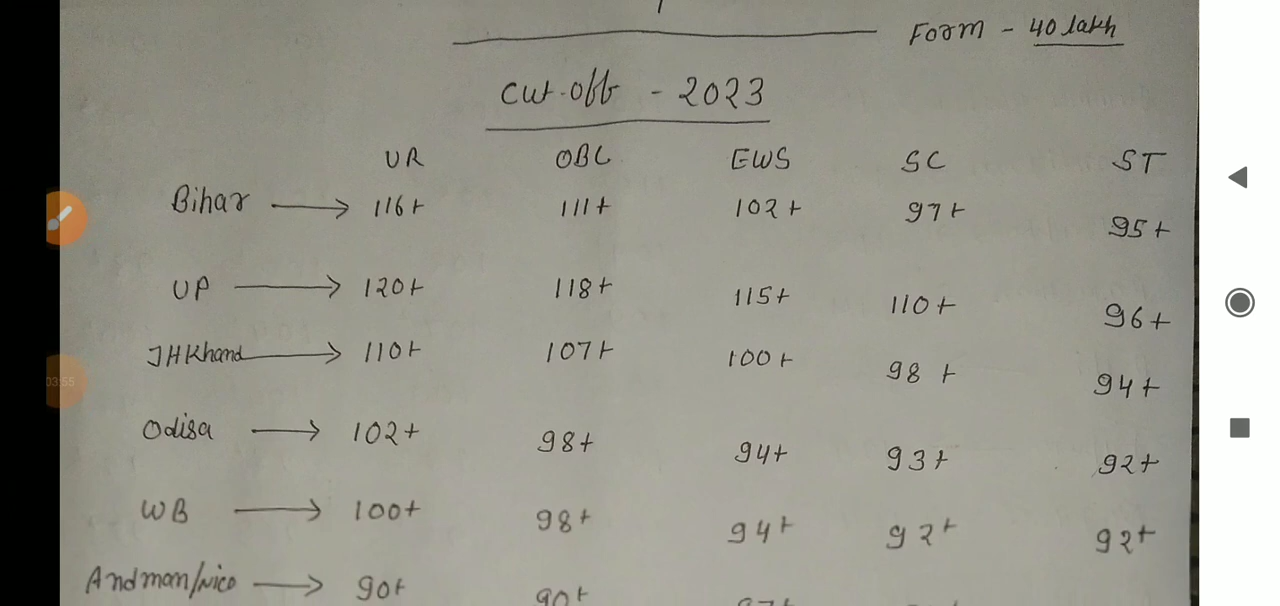 Form - 40 lakh
Cut-off - 2023
UR OBC EWS SC ST
Bihar → 116+ 111+ 102+ 97+ 95+
UP → 120+ 118+ 115+ 110+ 96+
JHKhand → 110+ 107+ 100+ 98+ 94+
Odisa → 102+ 98+ 94+ 93+ 92+
WB → 100+ 98+ 94+ 92+ 92+
Andman/Nico → 90+ 90+
03:55